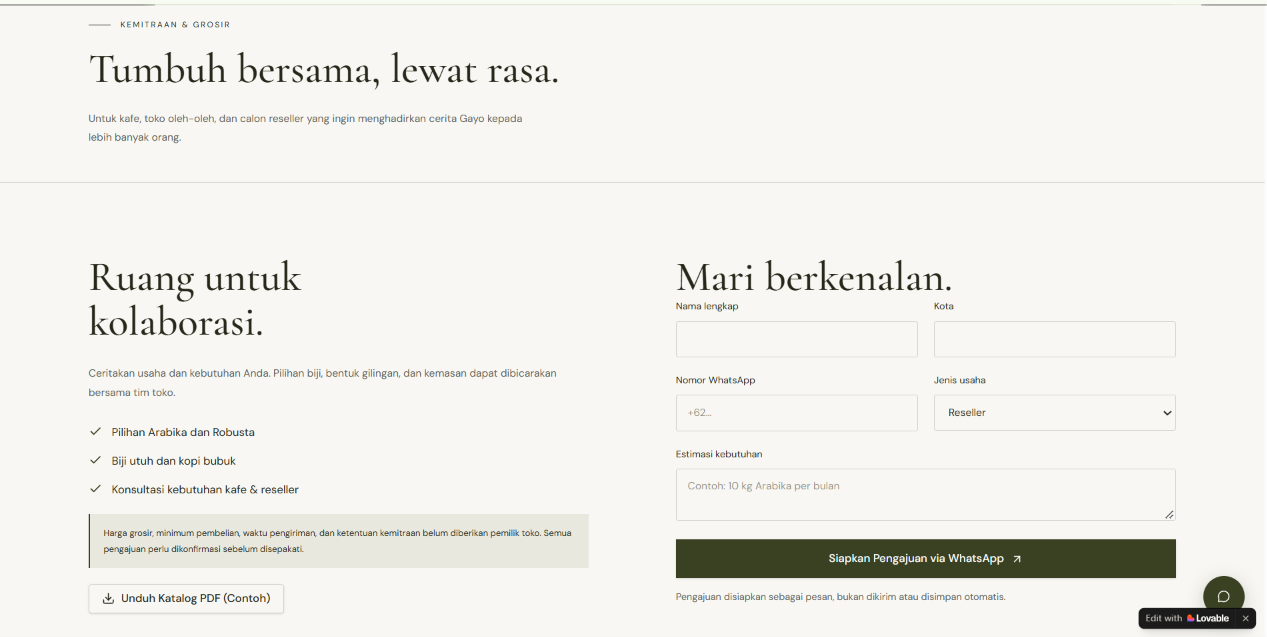 KEMITRAAN & GROSIR
Tumbuh bersama, lewat rasa.
Untuk kafe, toko oleh-oleh, dan calon reseller yang ingin menghadirkan cerita Gayo kepada
lebih banyak orang.
Ruang untuk
kolaborasi.
Ceritakan usaha dan kebutuhan Anda. Pilihan biji, bentuk gilingan, dan kemasan dapat dibicarakan
bersama tim toko.
Pilihan Arabika dan Robusta
Biji utuh dan kopi bubuk
Konsultasi kebutuhan kafe & reseller
Harga grosir, minimum pembelian, waktu pengiriman, dan ketentuan kemitraan belum diberikan pemilik toko. Semua
pengajuan perlu dikonfirmasi sebelum disepakati.
Unduh Katalog PDF (Contoh)
Mari berkenalan.
Nama lengkap
Kota
Nomor WhatsApp
Jenis usaha
+62...
Reseller
Estimasi kebutuhan
Contoh: 10 kg Arabika per bulan
Siapkan Pengajuan via WhatsApp
Pengajuan disiapkan sebagai pesan, bukan dikirim atau disimpan otomatis.
Edit with Lovable